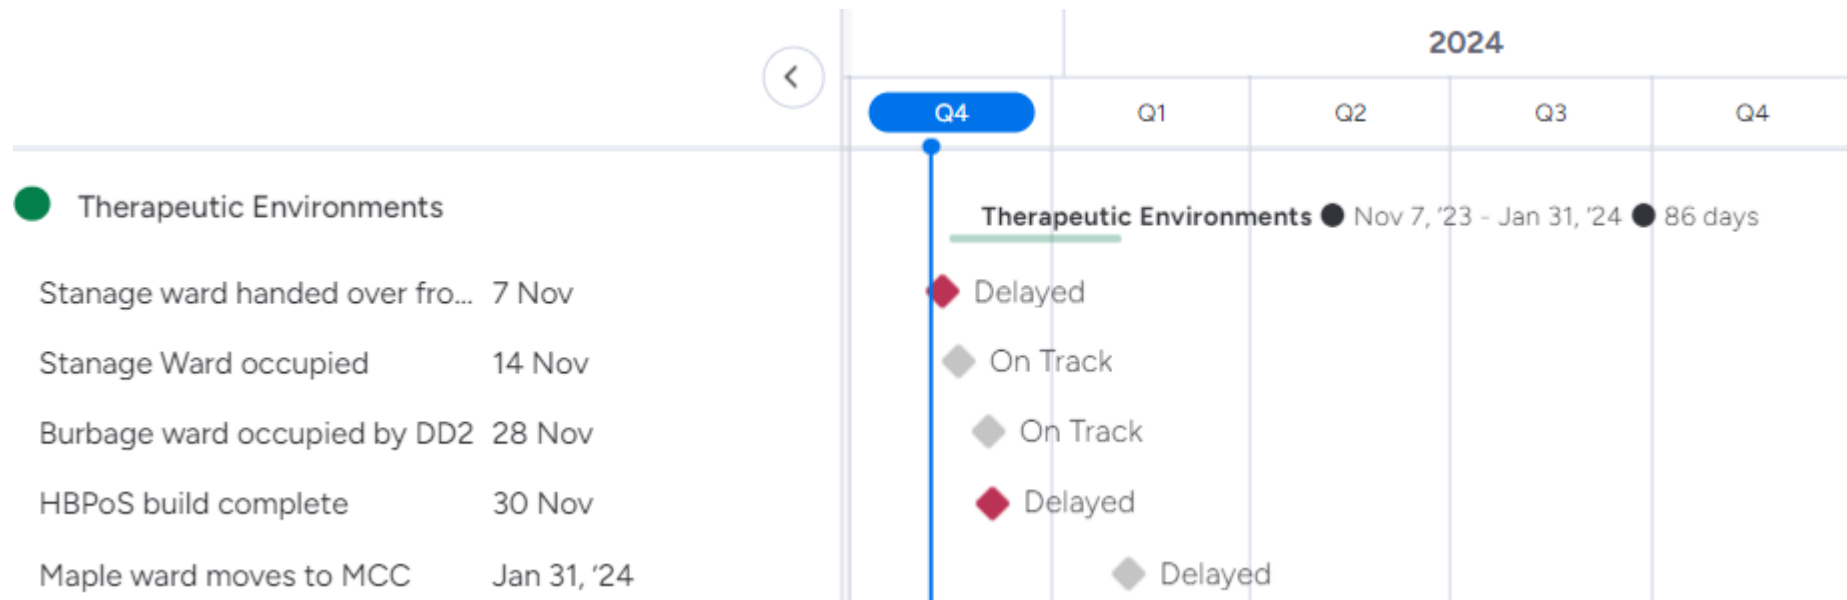 2024
Q4 Q1 Q2 Q3 Q4
Therapeutic Environments
Therapeutic Environments ● Nov 7, '23 - Jan 31, '24 ● 86 days
Stanage ward handed over fro... 7 Nov Delayed
Stanage Ward occupied 14 Nov On Track
Burbage ward occupied by DD2 28 Nov On Track
HBPoS build complete 30 Nov Delayed
Maple ward moves to MCC Jan 31, '24 Delayed